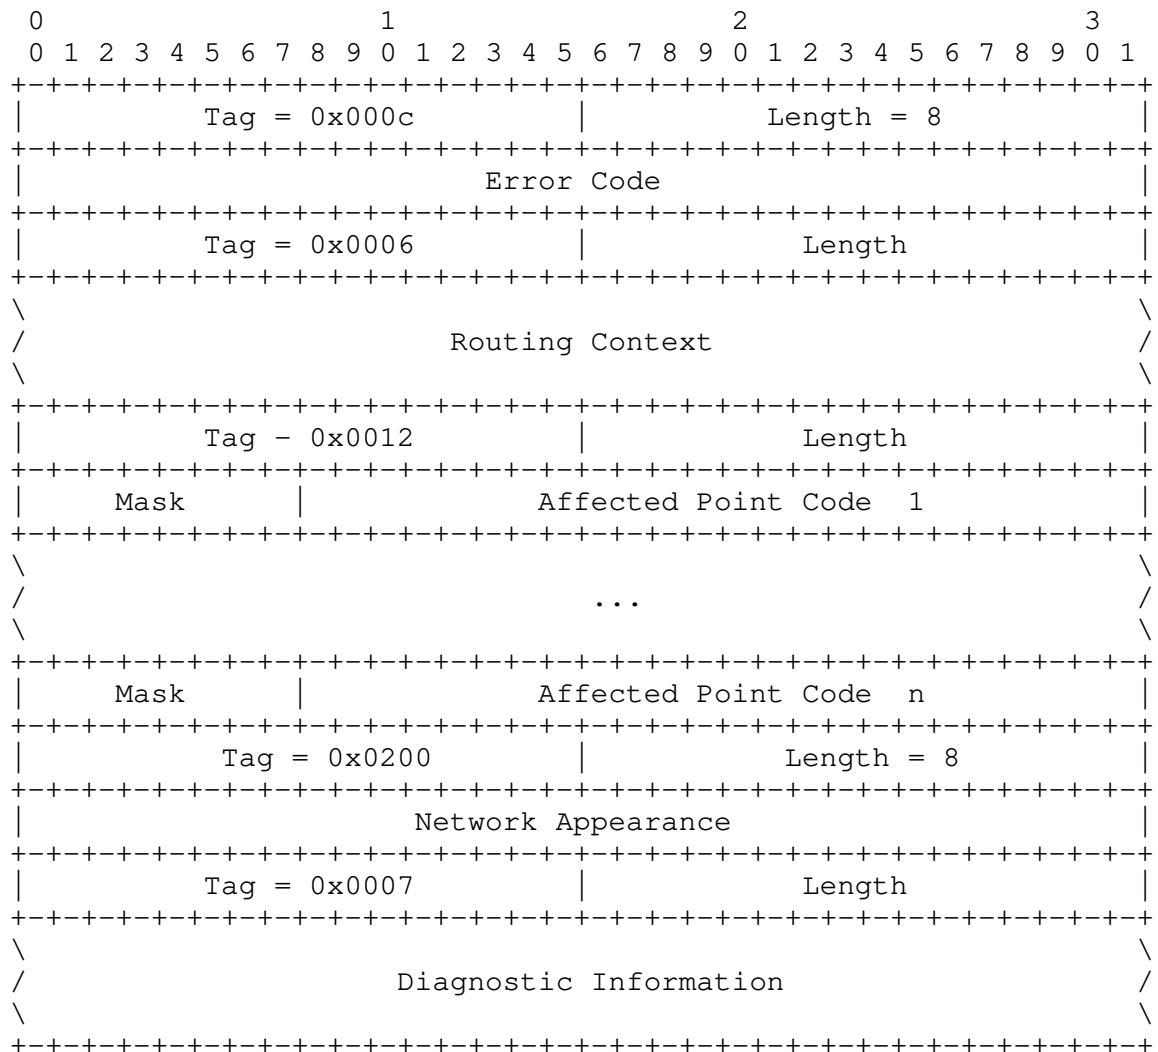 0                   1                   2                   3
 0 1 2 3 4 5 6 7 8 9 0 1 2 3 4 5 6 7 8 9 0 1 2 3 4 5 6 7 8 9 0 1
+-+-+-+-+-+-+-+-+-+-+-+-+-+-+-+-+-+-+-+-+-+-+-+-+-+-+-+-+-+-+-+-+
|          Tag = 0x000c         |          Length = 8           |
+-+-+-+-+-+-+-+-+-+-+-+-+-+-+-+-+-+-+-+-+-+-+-+-+-+-+-+-+-+-+-+-+
|                          Error Code                           |
+-+-+-+-+-+-+-+-+-+-+-+-+-+-+-+-+-+-+-+-+-+-+-+-+-+-+-+-+-+-+-+-+
|          Tag = 0x0006         |            Length             |
+-+-+-+-+-+-+-+-+-+-+-+-+-+-+-+-+-+-+-+-+-+-+-+-+-+-+-+-+-+-+-+-+
\                                                               \
/                        Routing Context                        /
\                                                               \
+-+-+-+-+-+-+-+-+-+-+-+-+-+-+-+-+-+-+-+-+-+-+-+-+-+-+-+-+-+-+-+-+
|          Tag - 0x0012         |            Length             |
+-+-+-+-+-+-+-+-+-+-+-+-+-+-+-+-+-+-+-+-+-+-+-+-+-+-+-+-+-+-+-+-+
|     Mask      |             Affected Point Code  1            |
+-+-+-+-+-+-+-+-+-+-+-+-+-+-+-+-+-+-+-+-+-+-+-+-+-+-+-+-+-+-+-+-+
\                                                               \
/                                ...                            /
\                                                               \
+-+-+-+-+-+-+-+-+-+-+-+-+-+-+-+-+-+-+-+-+-+-+-+-+-+-+-+-+-+-+-+-+
|     Mask      |             Affected Point Code  n            |
+-+-+-+-+-+-+-+-+-+-+-+-+-+-+-+-+-+-+-+-+-+-+-+-+-+-+-+-+-+-+-+-+
|           Tag = 0x0200        |           Length = 8          |
+-+-+-+-+-+-+-+-+-+-+-+-+-+-+-+-+-+-+-+-+-+-+-+-+-+-+-+-+-+-+-+-+
|                      Network Appearance                       |
+-+-+-+-+-+-+-+-+-+-+-+-+-+-+-+-+-+-+-+-+-+-+-+-+-+-+-+-+-+-+-+-+
|          Tag = 0x0007         |            Length             |
+-+-+-+-+-+-+-+-+-+-+-+-+-+-+-+-+-+-+-+-+-+-+-+-+-+-+-+-+-+-+-+-+
\                                                               \
/                     Diagnostic Information                    /
\                                                               \
+-+-+-+-+-+-+-+-+-+-+-+-+-+-+-+-+-+-+-+-+-+-+-+-+-+-+-+-+-+-+-+-+